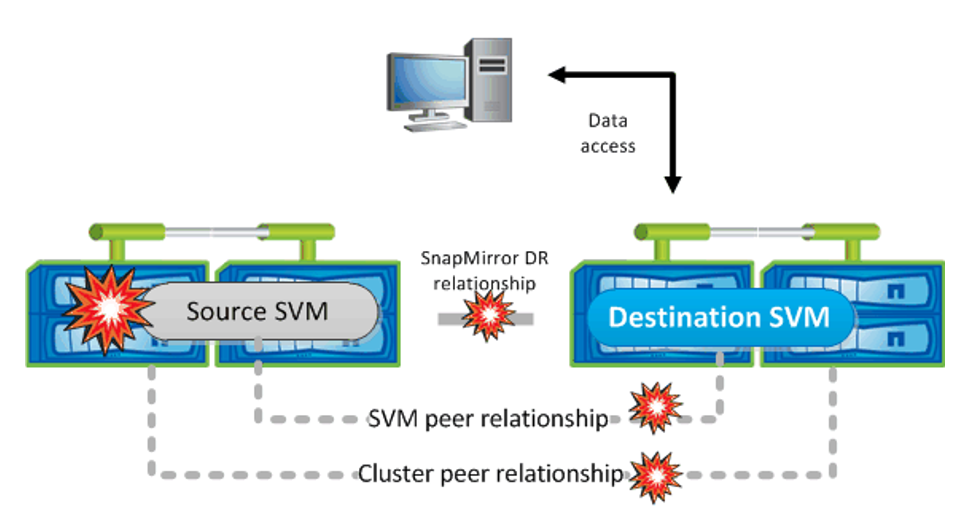 Data
access
SnapMirror DR
relationship
Source SVM
Destination SVM
SVM peer relationship
Cluster peer relationship